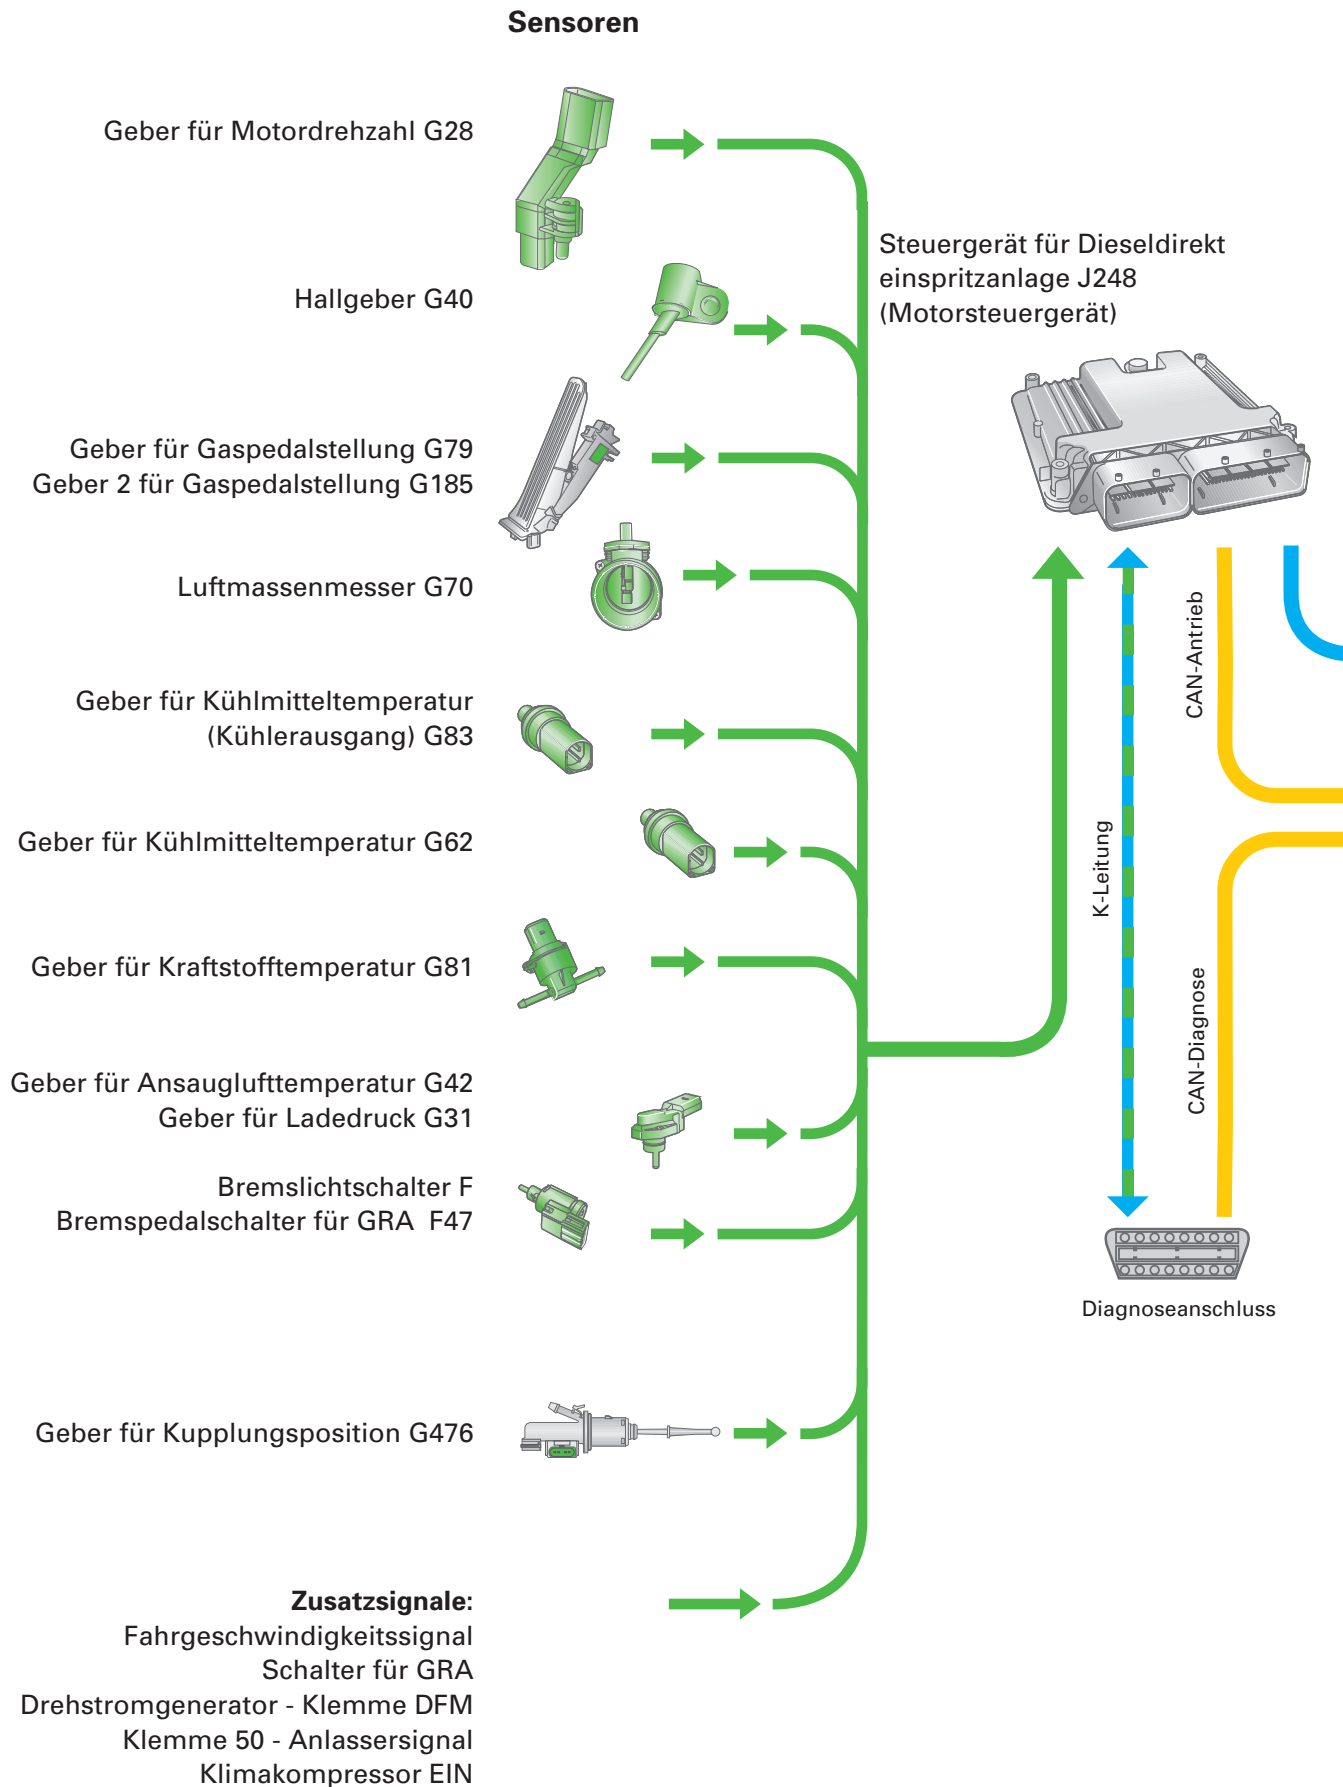 Sensoren
Geber für Motordrehzahl G28
Steuergerät für Dieseldirekt
einspritzanlage J248
(Motorsteuergerät)
Hallgeber G40
Geber für Gaspedalstellung G79
Geber 2 für Gaspedalstellung G185
Luftmassenmesser G70
CAN-Antrieb
Geber für Kühlmitteltemperatur
(Kühlerausgang) G83
Geber für Kühlmitteltemperatur G62
K-Leitung
Geber für Kraftstofftemperatur G81
CAN-Diagnose
Geber für Ansauglufttemperatur G42
Geber für Ladedruck G31
Bremslichtschalter F
Bremspedalschalter für GRA  F47
Diagnoseanschluss
Geber für Kupplungsposition G476
Zusatzsignale:
Fahrgeschwindigkeitssignal
Schalter für GRA
Drehstromgenerator - Klemme DFM
Klemme 50 - Anlassersignal
Klimakompressor EIN